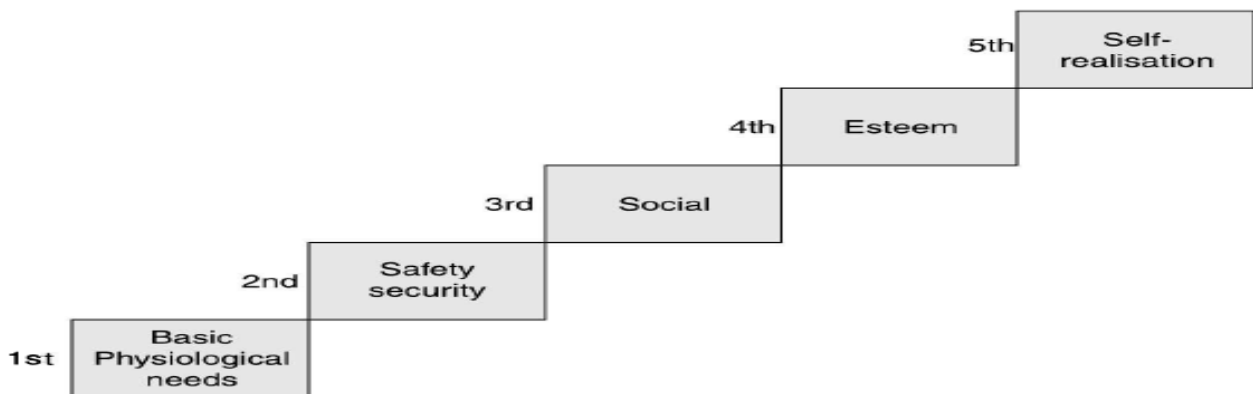 5th
Self-
realisation
4th
Esteem
3rd
Social
2nd
Safety
security
1st
Basic
Physiological
needs